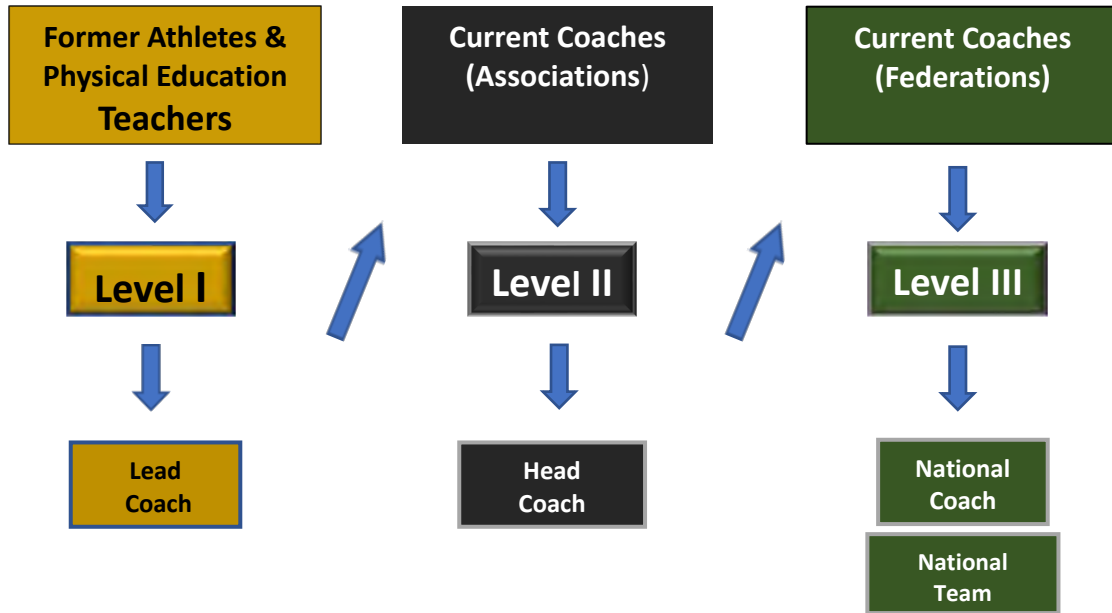 Former Athletes &
Physical Education
Teachers
Level I
Lead
Coach
Current Coaches
(Associations)
Level II
Head
Coach
Current Coaches
(Federations)
Level III
National
Coach
National
Team